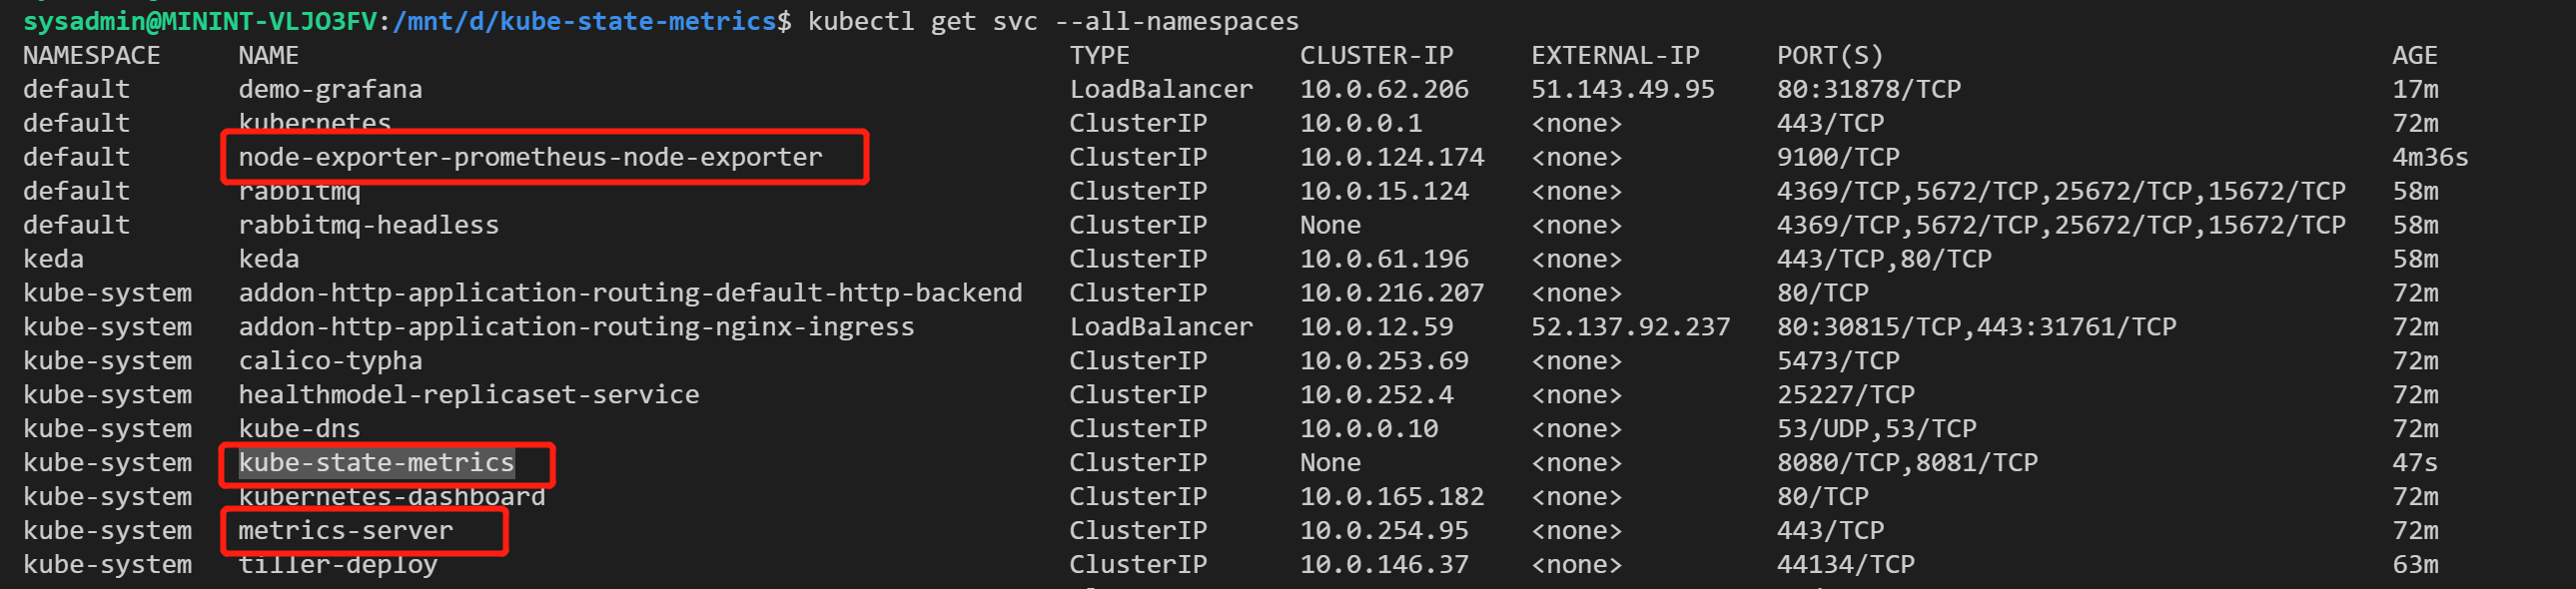 sysadmin@MININT-VLJO3FV:/mnt/d/kube-state-metrics$ kubectl get svc --all-namespaces
NAMESPACE NAME TYPE CLUSTER-IP EXTERNAL-IP PORT(S) AGE
default demo-grafana LoadBalancer 10.0.62.206 51.143.49.95 80:31878/TCP 17m
default kubernetes ClusterIP 10.0.0.1 <none> 443/TCP 72m
default node-exporter-prometheus-node-exporter ClusterIP 10.0.124.174 <none> 9100/TCP 4m36s
default rabbitmq ClusterIP 10.0.15.124 <none> 4369/TCP,5672/TCP,25672/TCP,15672/TCP 58m
default rabbitmq-headless ClusterIP None <none> 4369/TCP,5672/TCP,25672/TCP,15672/TCP 58m
keda keda ClusterIP 10.0.61.196 <none> 443/TCP,80/TCP 58m
kube-system addon-http-application-routing-default-http-backend ClusterIP 10.0.216.207 <none> 80/TCP 72m
kube-system addon-http-application-routing-nginx-ingress LoadBalancer 10.0.12.59 52.137.92.237 80:30815/TCP,443:31761/TCP 72m
kube-system calico-typha ClusterIP 10.0.253.69 <none> 5473/TCP 72m
kube-system healthmodel-replicaset-service ClusterIP 10.0.252.4 <none> 25227/TCP 72m
kube-system kube-dns ClusterIP 10.0.0.10 <none> 53/UDP,53/TCP 72m
kube-system kube-state-metrics ClusterIP None <none> 8080/TCP,8081/TCP 47s
kube-system kubernetes-dashboard ClusterIP 10.0.165.182 <none> 80/TCP 72m
kube-system metrics-server ClusterIP 10.0.254.95 <none> 443/TCP 72m
kube-system tiller-deploy ClusterIP 10.0.146.37 <none> 44134/TCP 63m